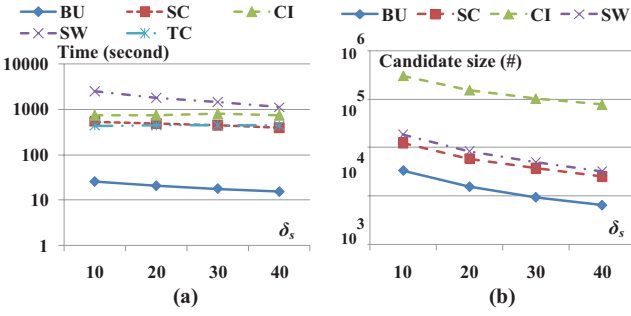 BU SC CI
SW TC
Time (second)
10000
1000
100
10
1
10 20 30 40
δs
(a)
BU SC CI SW
Candidate size (#)
10^6
10^5
10^4
10^3
10 20 30 40
δs
(b)